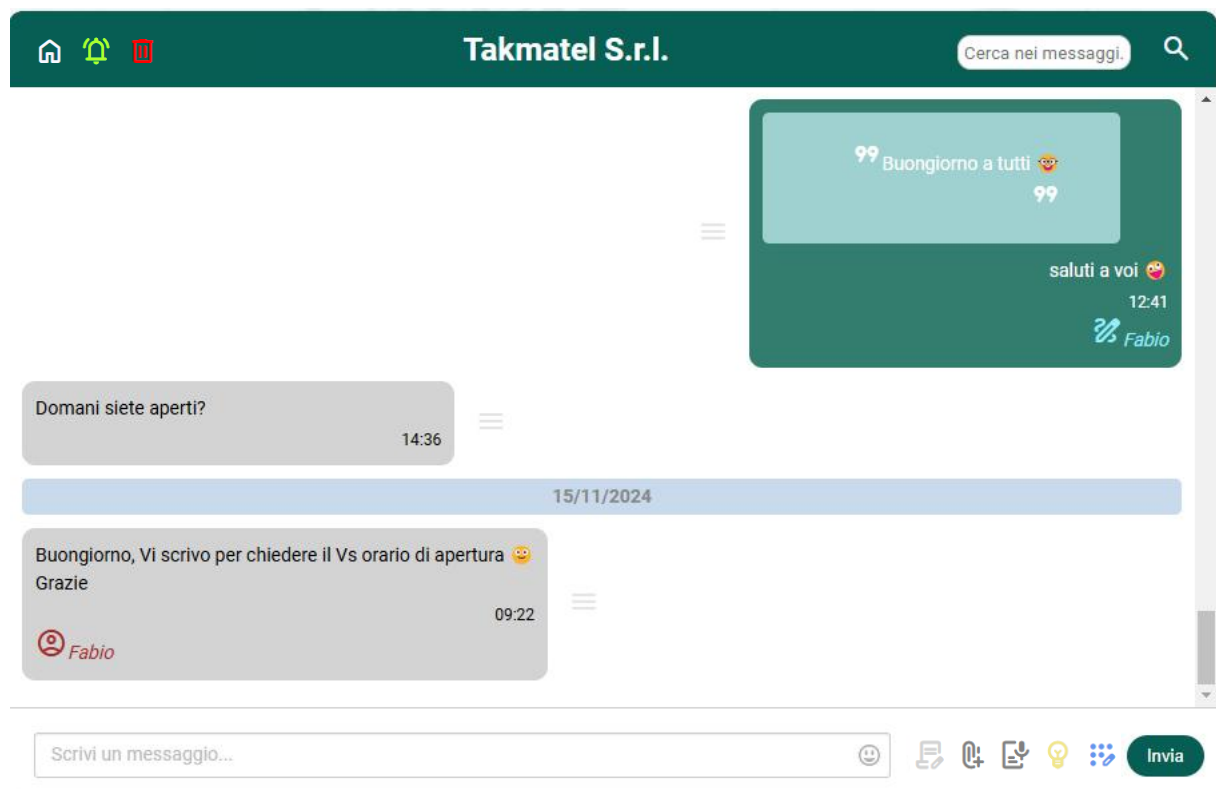 Takmatel S.r.l.
Cerca nei messaggi.
Buongiorno a tutti 🤓
saluti a voi 🤪
12:41
Fabio
Domani siete aperti?
14:36
15/11/2024
Buongiorno, Vi scrivo per chiedere il Vs orario di apertura 🙂
Grazie
09:22
Fabio
Scrivi un messaggio...
Invia